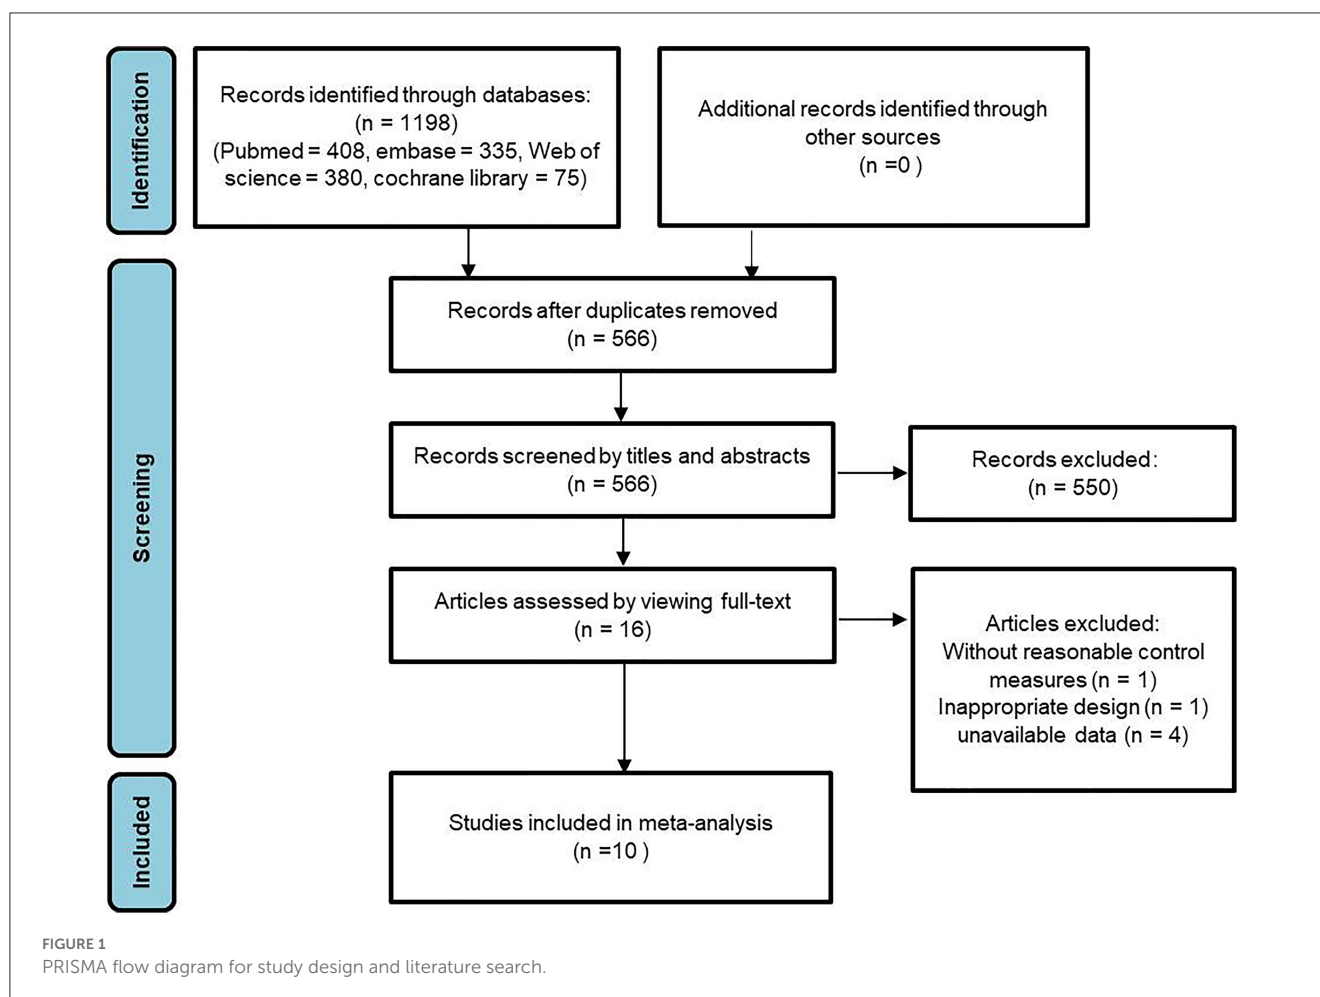 Identification
Records identified through databases:
(n = 1198)
(Pubmed = 408, embase = 335, Web of
science = 380, cochrane library = 75)
Additional records identified through
other sources
(n =0 )
Screening
Records after duplicates removed
(n = 566)
Records screened by titles and abstracts
(n = 566)
Records excluded:
(n = 550)
Articles assessed by viewing full-text
(n = 16)
Articles excluded:
Without reasonable control
measures (n = 1)
Inappropriate design (n = 1)
unavailable data (n = 4)
Included
Studies included in meta-analysis
(n =10 )
FIGURE 1
PRISMA flow diagram for study design and literature search.